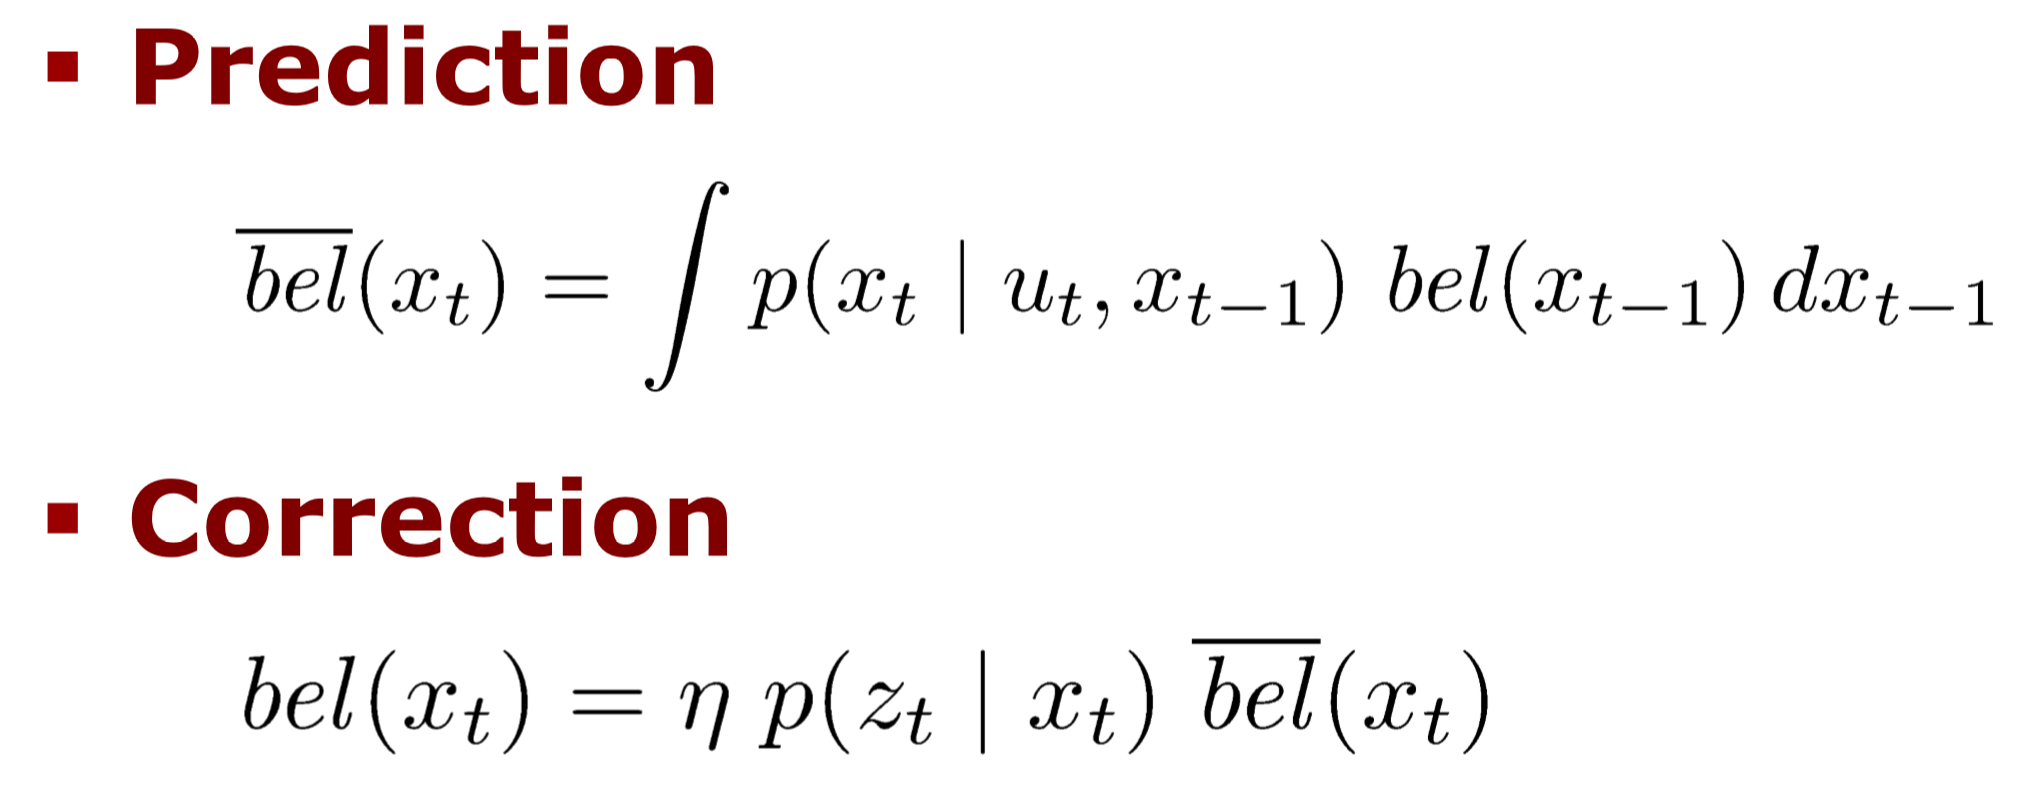 ▪ Prediction
$\overline{bel}(x_t) = \int p(x_t \mid u_t, x_{t-1}) \; bel(x_{t-1}) \, dx_{t-1}$
▪ Correction
$bel(x_t) = \eta \, p(z_t \mid x_t) \; \overline{bel}(x_t)$